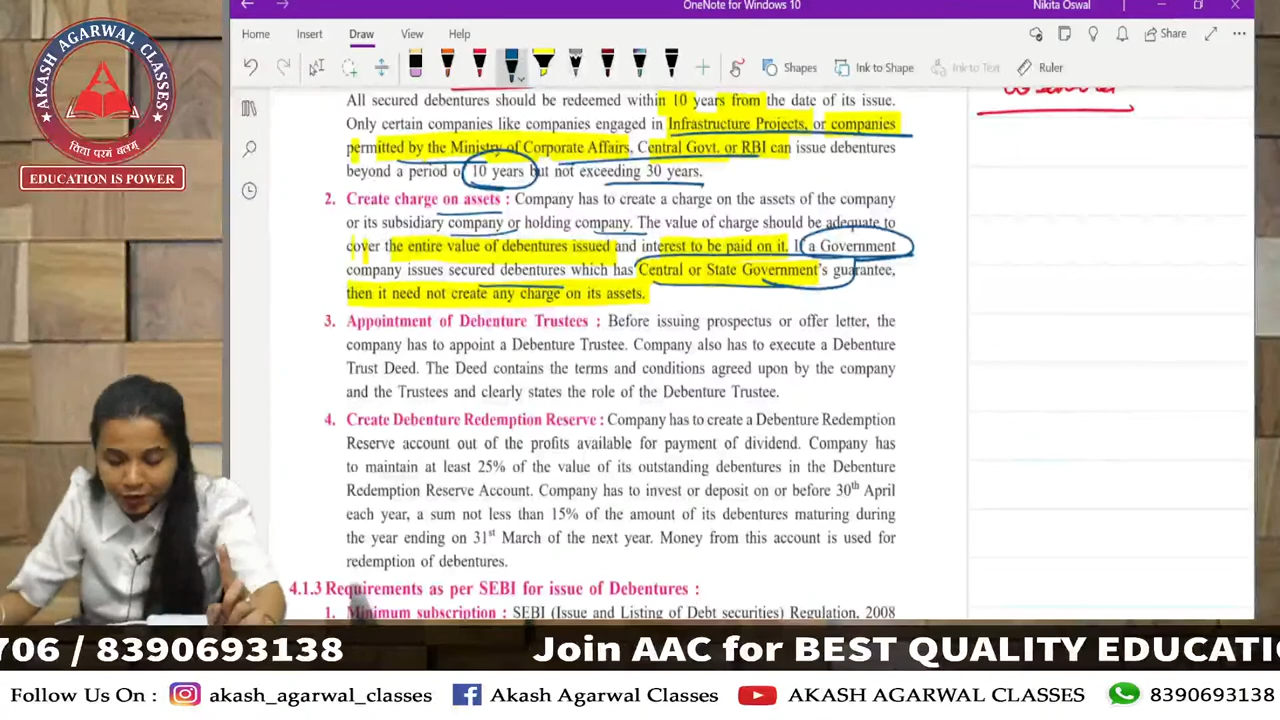 OneNote for Windows 10
Nikita Oswal
Home Insert Draw View Help
Share
Shapes Ink to Shape Ink to Text Ruler
AKASH AGARWAL CLASSES
विद्या परमं बलम्
EDUCATION IS POWER
All secured debentures should be redeemed within 10 years from the date of its issue.
Only certain companies like companies engaged in Infrastructure Projects, or companies
permitted by the Ministry of Corporate Affairs, Central Govt. or RBI can issue debentures
beyond a period of 10 years but not exceeding 30 years.
2. Create charge on assets : Company has to create a charge on the assets of the company
or its subsidiary company or holding company. The value of charge should be adequate to
cover the entire value of debentures issued and interest to be paid on it. If a Government
company issues secured debentures which has Central or State Government's guarantee,
then it need not create any charge on its assets.
3. Appointment of Debenture Trustees : Before issuing prospectus or offer letter, the
company has to appoint a Debenture Trustee. Company also has to execute a Debenture
Trust Deed. The Deed contains the terms and conditions agreed upon by the company
and the Trustees and clearly states the role of the Debenture Trustee.
4. Create Debenture Redemption Reserve : Company has to create a Debenture Redemption
Reserve account out of the profits available for payment of dividend. Company has
to maintain at least 25% of the value of its outstanding debentures in the Debenture
Redemption Reserve Account. Company has to invest or deposit on or before 30th April
each year, a sum not less than 15% of the amount of its debentures maturing during
the year ending on 31st March of the next year. Money from this account is used for
redemption of debentures.
4.1.3 Requirements as per SEBI for issue of Debentures :
1. Minimum subscription : SEBI (Issue and Listing of Debt securities) Regulation, 2008
706 / 8390693138 Join AAC for BEST QUALITY EDUCATI
Follow Us On : akash_agarwal_classes Akash Agarwal Classes AKASH AGARWAL CLASSES 8390693138